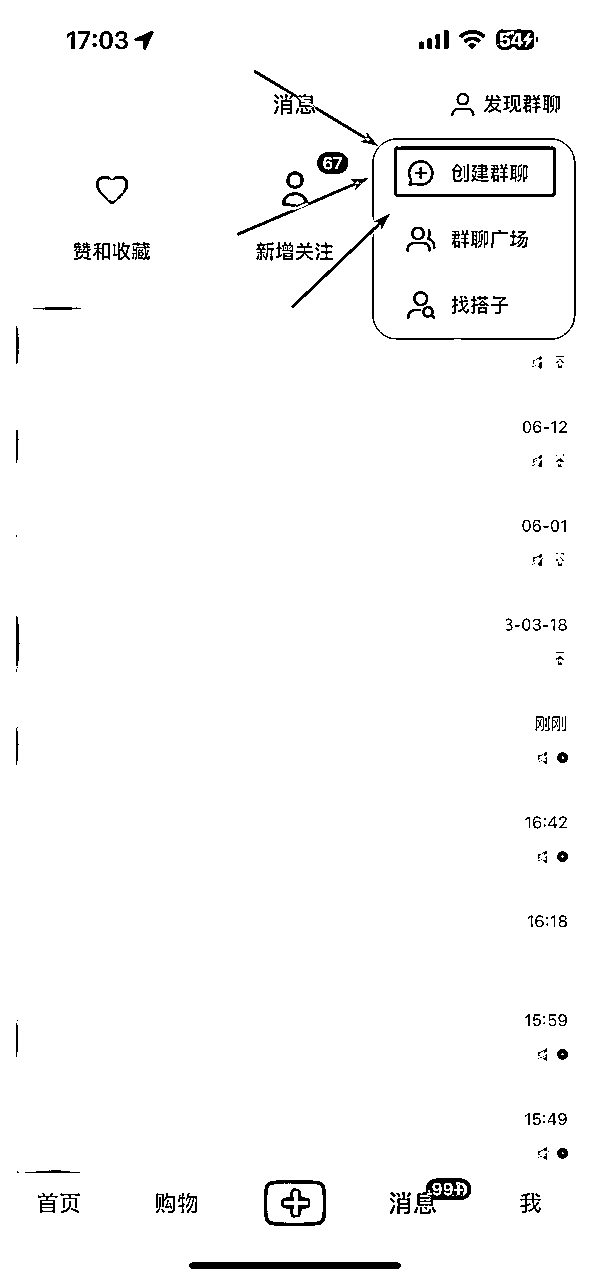 17:03
54
消息
发现群聊
67
创建群聊
赞和收藏
新增关注
群聊广场
找搭子
06-12
06-01
3-03-18
刚刚
16:42
16:18
15:59
15:49
首页
购物
消息
99+
我